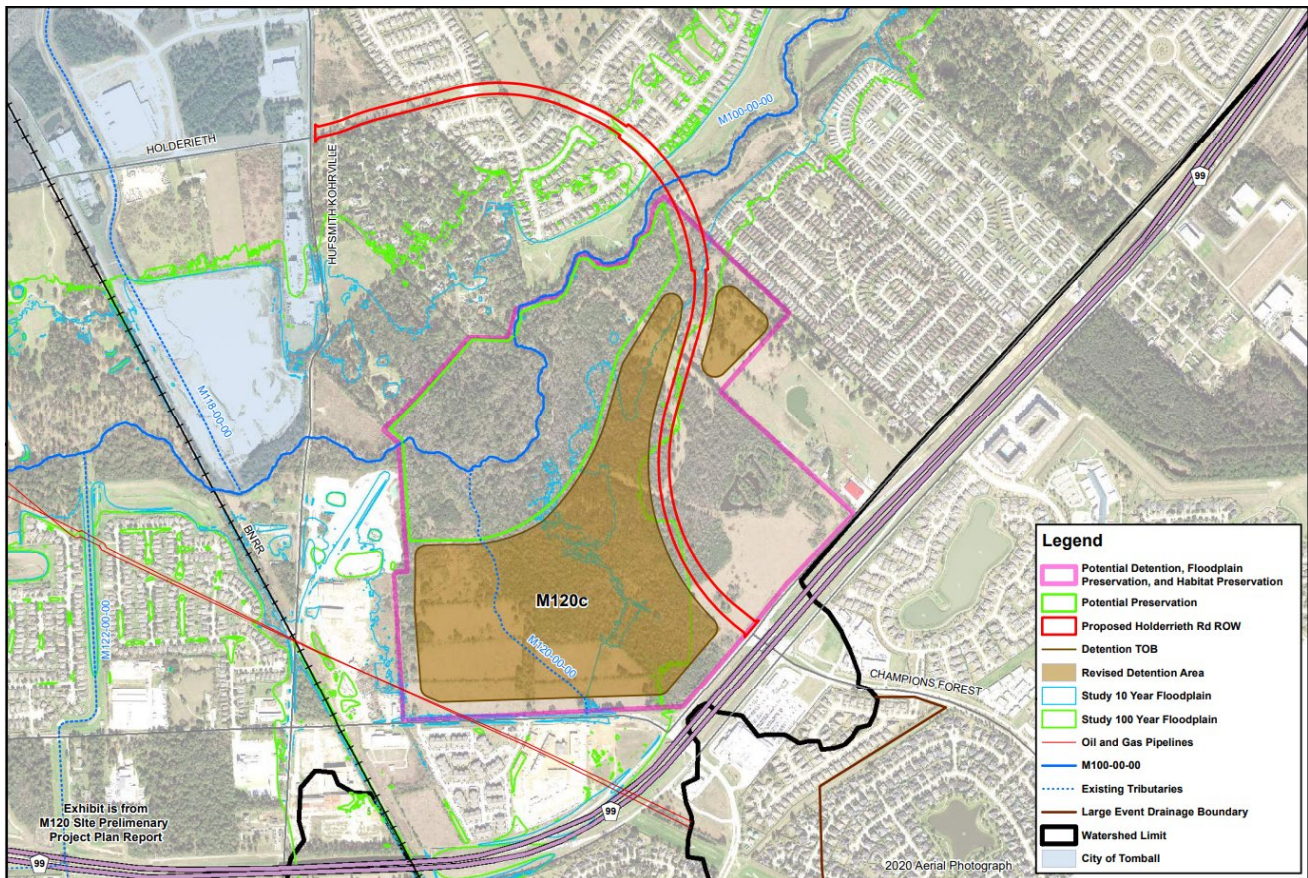 HOLDERIETH
HUFSMITH KOHRVILLE
M100-00-00
99
M118-00-00
BNRR
M122-00-00
M120c
M120-00-00
CHAMPIONS FOREST
99
99
Exhibit is from
M120 SIte Prelimenary
Project Plan Report
2020 Aerial Photograph
Legend
Potential Detention, Floodplain
Preservation, and Habitat Preservation
Potential Preservation
Proposed Holderrieth Rd ROW
Detention TOB
Revised Detention Area
Study 10 Year Floodplain
Study 100 Year Floodplain
Oil and Gas Pipelines
M100-00-00
Existing Tributaries
Large Event Drainage Boundary
Watershed Limit
City of Tomball